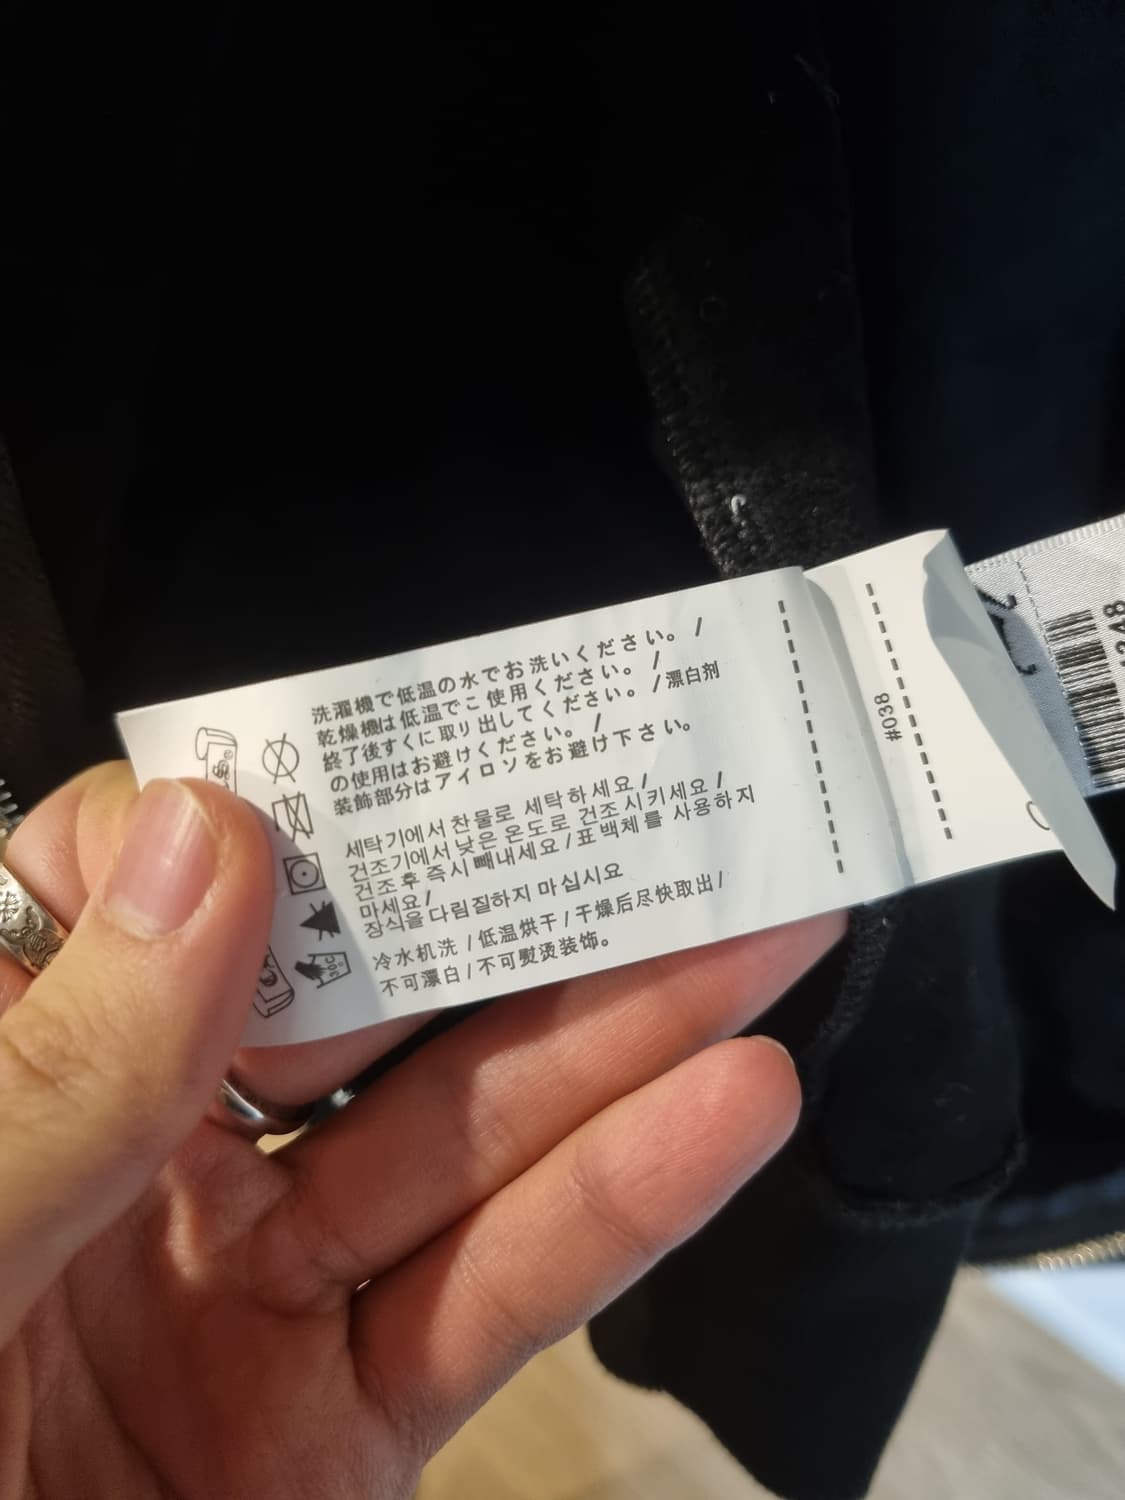 洗濯機で低温の水でお洗いください。/
乾燥機は低温でこ使用ください。/
終了後すくに取り出してください。/漂白剤
の使用はお避けください。/
装飾部分はアイロソをお避け下さい。
세탁기에서 찬물로 세탁하세요/
건조기에서 낮은 온도로 건조시키세요/
건조 후 즉시 빼내세요/표백제를 사용하지
마세요/
장식을 다림질하지 마십시요
冷水机洗/低温烘干/干燥后尽快取出/
不可漂白/不可熨烫装饰。
30C
#038